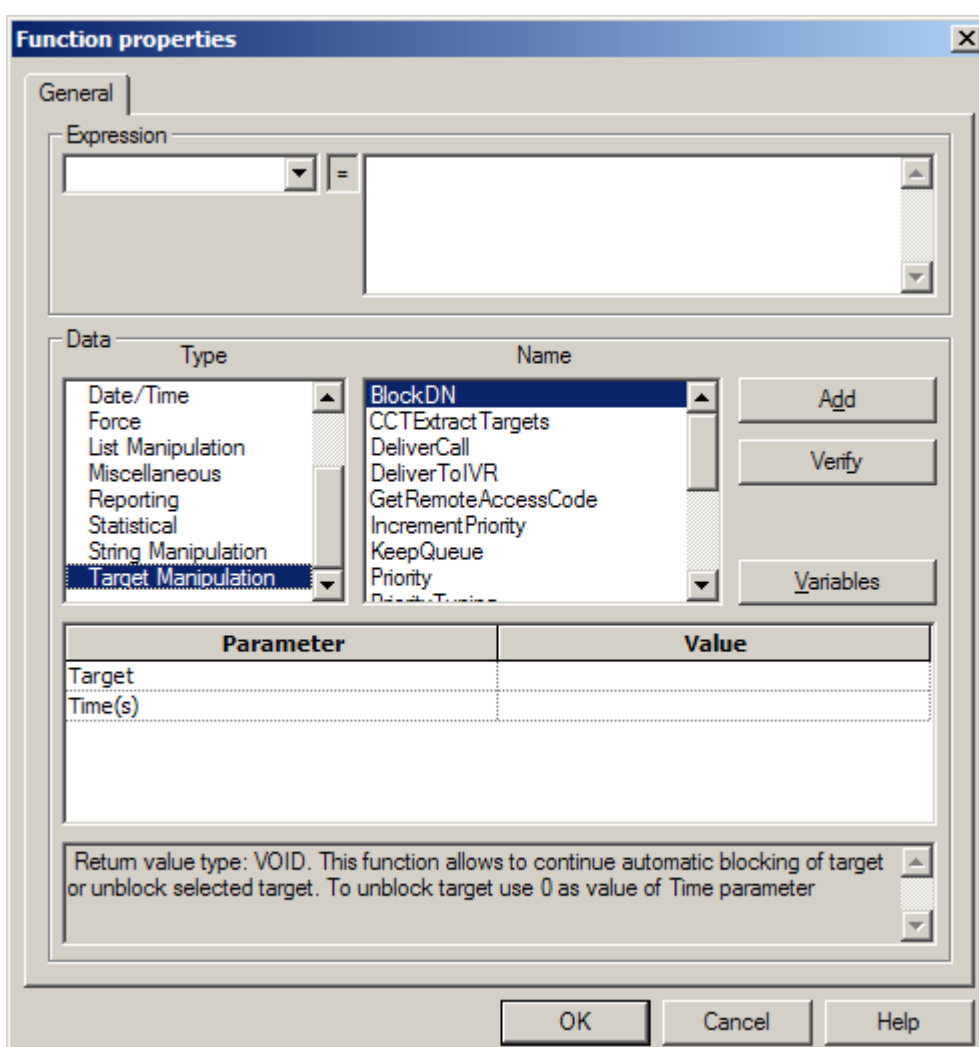 Function properties
General
Expression
=
Data
Type
Name
Date/Time
Force
List Manipulation
Miscellaneous
Reporting
Statistical
String Manipulation
Target Manipulation
BlockDN
CCTExtractTargets
DeliverCall
DeliverToIVR
GetRemoteAccessCode
IncrementPriority
KeepQueue
Priority
PriorityTuning
Add
Verify
Variables
Parameter Value
Target
Time(s)
Return value type: VOID. This function allows to continue automatic blocking of target
or unblock selected target. To unblock target use 0 as value of Time parameter
OK Cancel Help